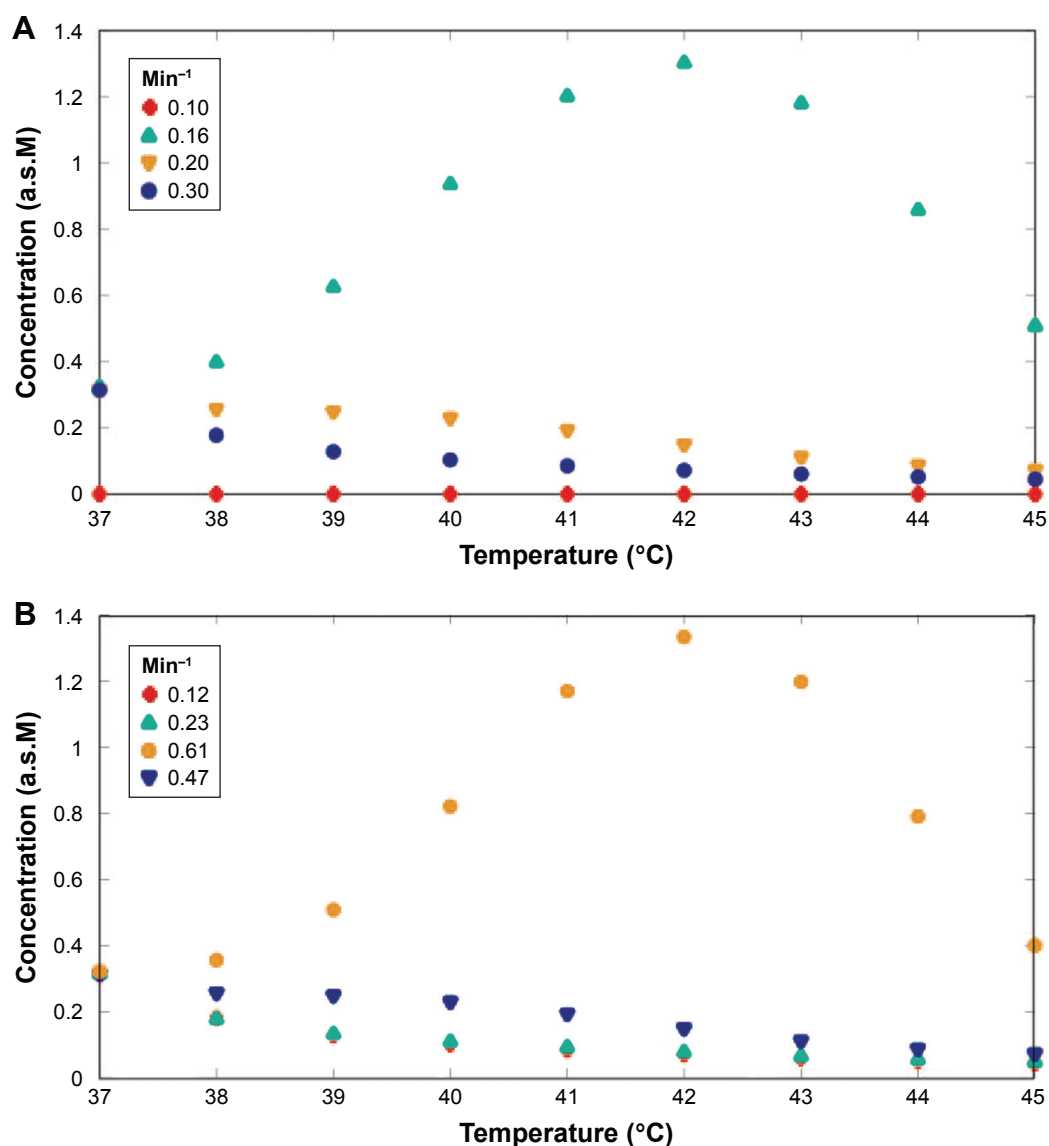 A
1.4
1.2
1
0.8
0.6
0.4
0.2
0
Concentration (a.s.M)
Min⁻¹
0.10
0.16
0.20
0.30
37 38 39 40 41 42 43 44 45
Temperature (°C)
B
1.4
1.2
1
0.8
0.6
0.4
0.2
0
Concentration (a.s.M)
Min⁻¹
0.12
0.23
0.61
0.47
37 38 39 40 41 42 43 44 45
Temperature (°C)